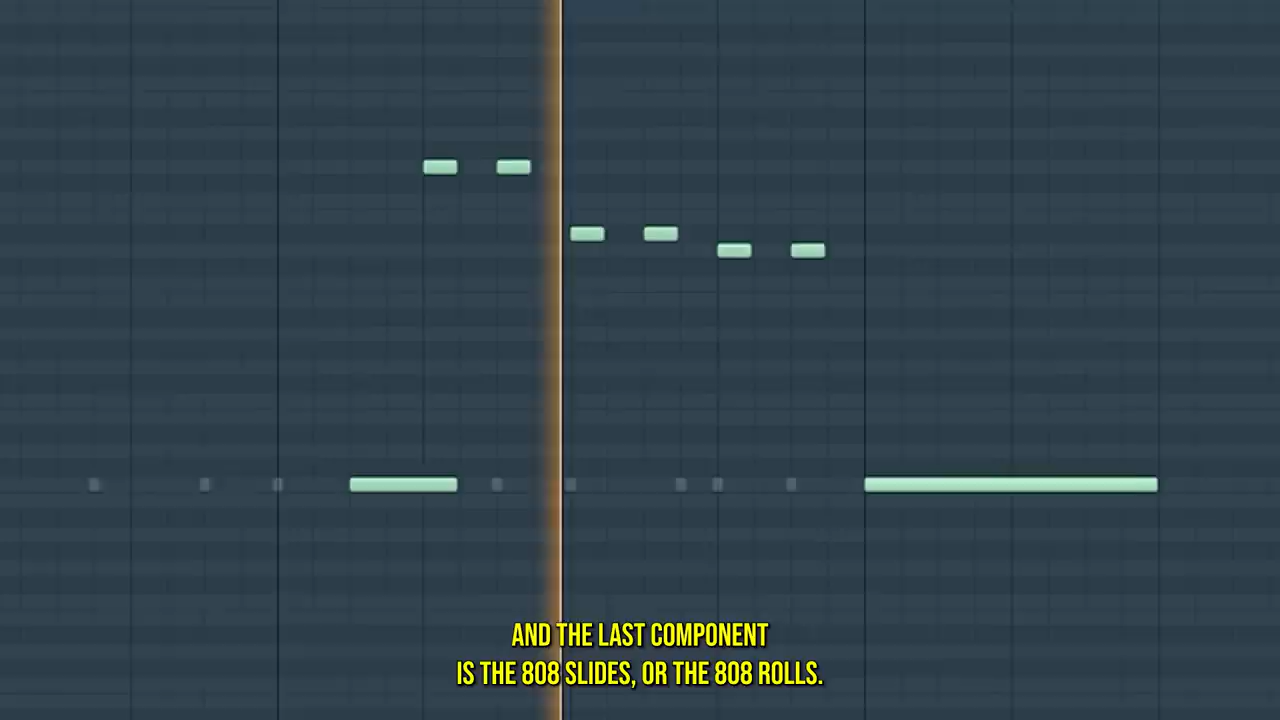 AND THE LAST COMPONENT
IS THE 808 SLIDES, OR THE 808 ROLLS.